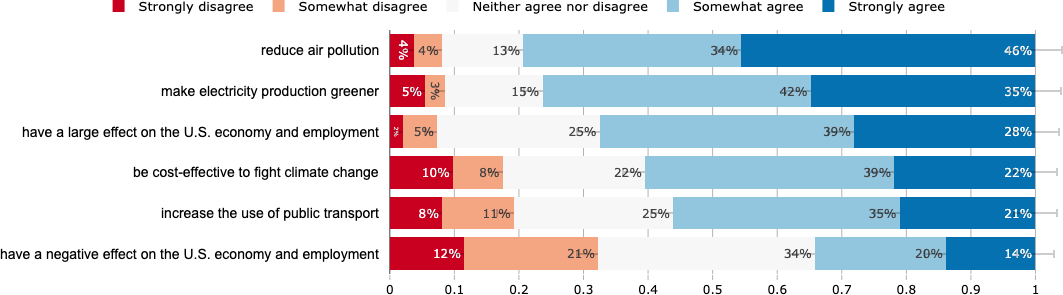 Strongly disagree Somewhat disagree Neither agree nor disagree Somewhat agree Strongly agree
reduce air pollution 4% 4% 13% 34% 46%
make electricity production greener 5% 3% 15% 42% 35%
have a large effect on the U.S. economy and employment 2% 5% 25% 39% 28%
be cost-effective to fight climate change 10% 8% 22% 39% 22%
increase the use of public transport 8% 11% 25% 35% 21%
have a negative effect on the U.S. economy and employment 12% 21% 34% 20% 14%
0 0.1 0.2 0.3 0.4 0.5 0.6 0.7 0.8 0.9 1